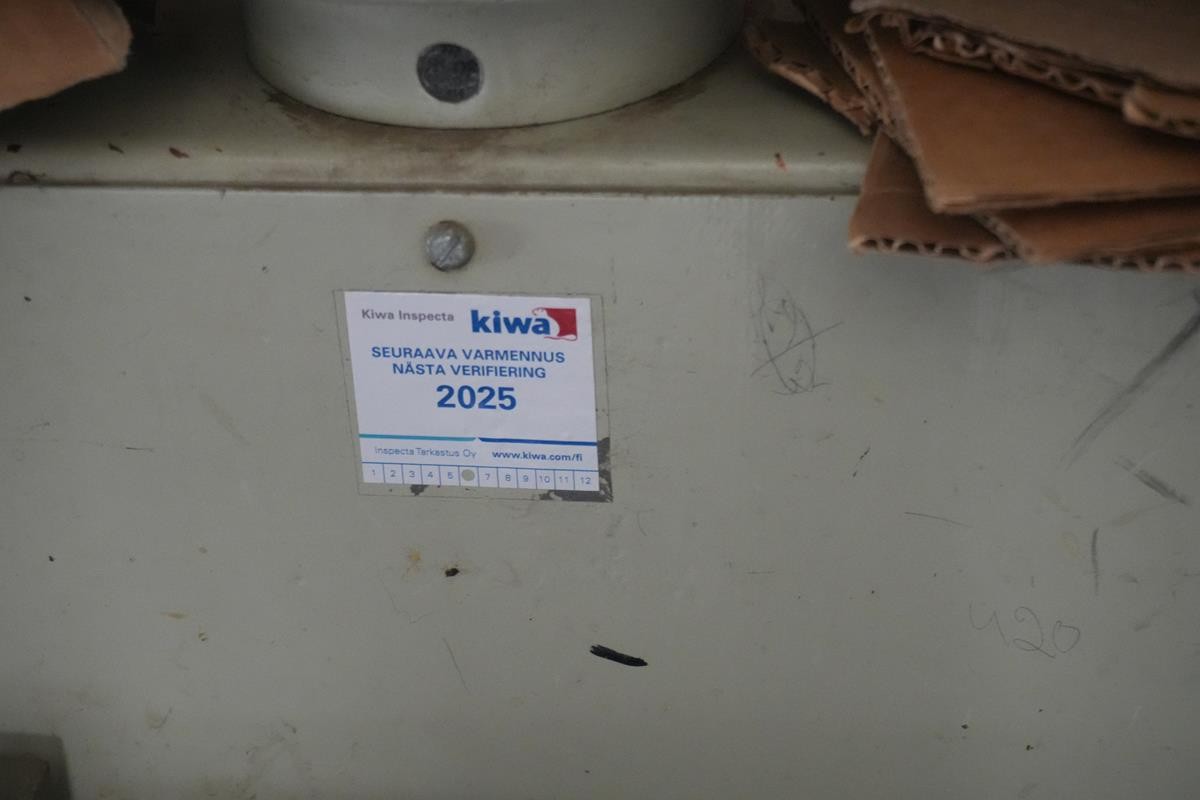 Kiwa Inspecta kiwa
SEURAAVA VARMENNUS
NÄSTA VERIFIERING
2025
Inspecta Tarkastus Oy www.kiwa.com/fi
1 2 3 4 5 7 8 9 10 11 12
420